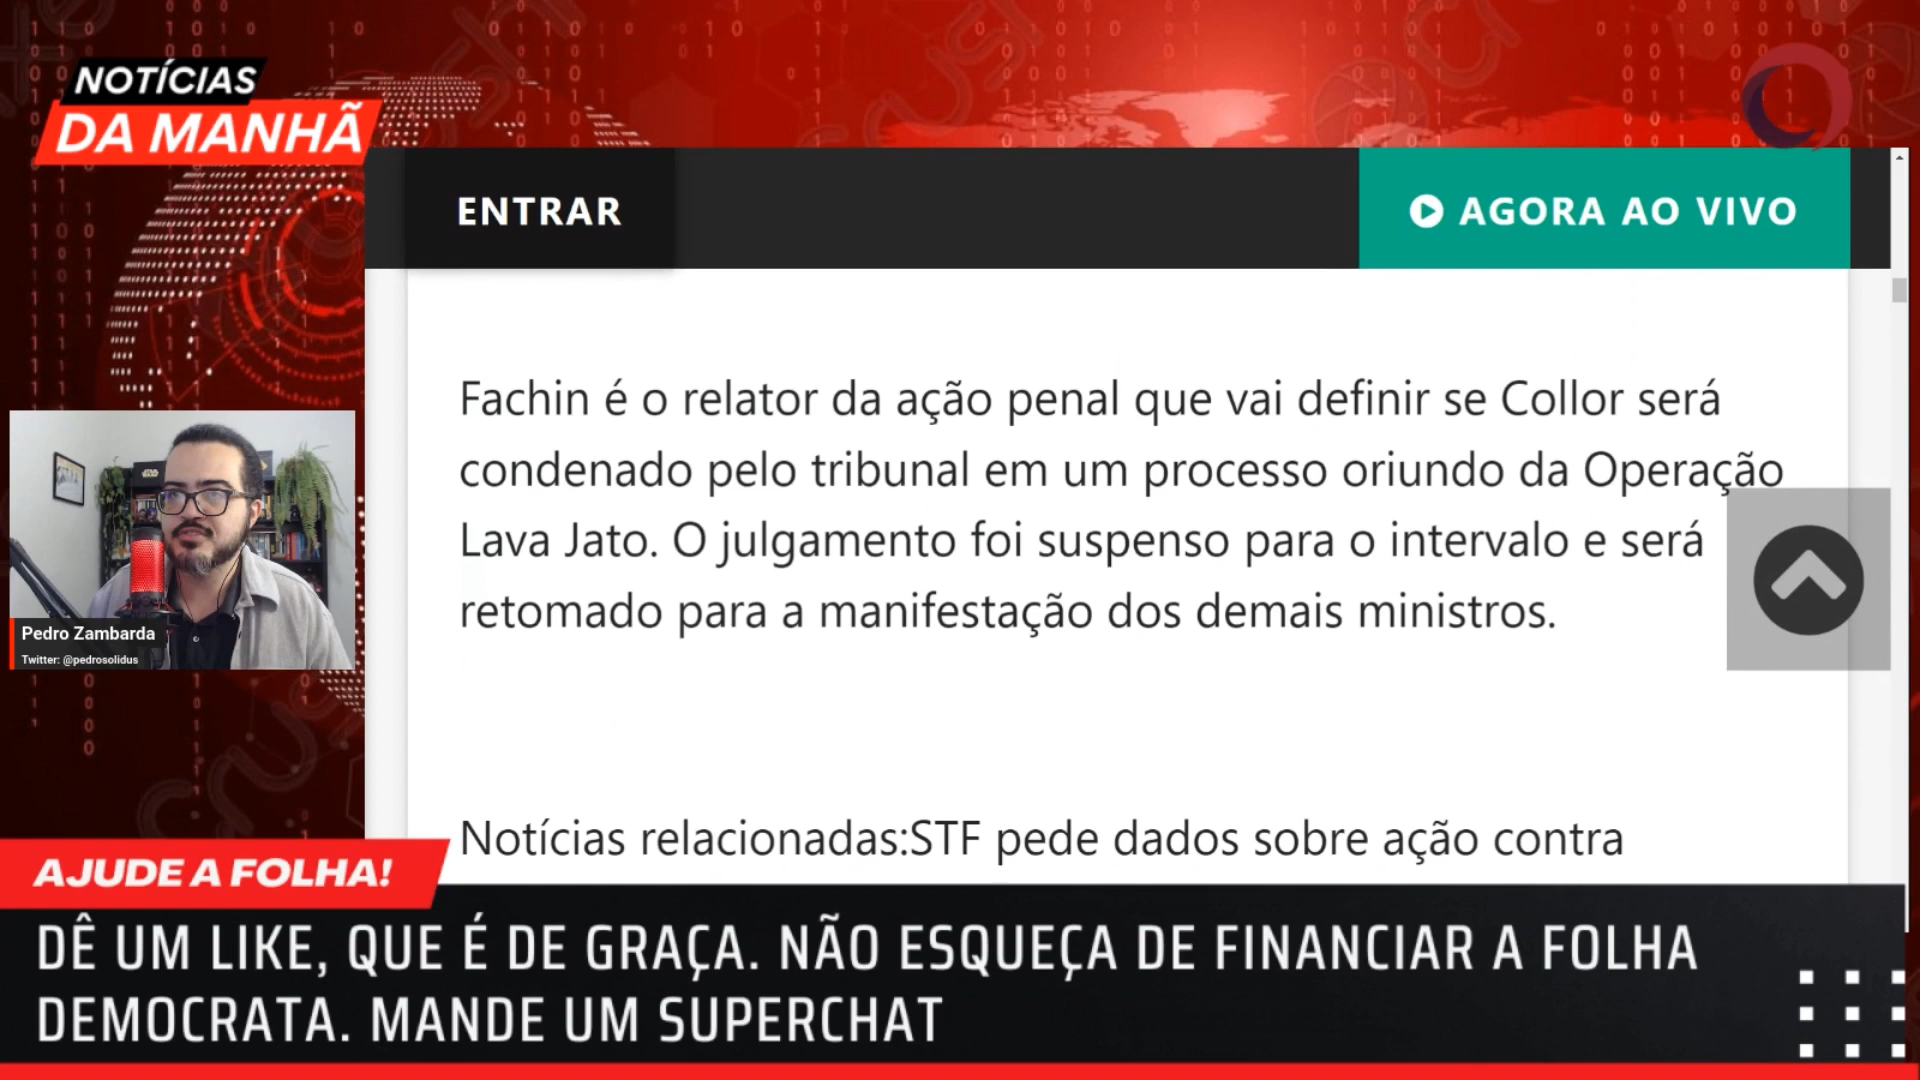 NOTÍCIAS
DA MANHÃ
ENTRAR
AGORA AO VIVO
Fachin é o relator da ação penal que vai definir se Collor será
condenado pelo tribunal em um processo oriundo da Operação
Lava Jato. O julgamento foi suspenso para o intervalo e será
retomado para a manifestação dos demais ministros.
Pedro Zambarda
Twitter: @pedrosolidus
Notícias relacionadas:STF pede dados sobre ação contra
AJUDE A FOLHA!
DÊ UM LIKE, QUE É DE GRAÇA. NÃO ESQUEÇA DE FINANCIAR A FOLHA
DEMOCRATA. MANDE UM SUPERCHAT